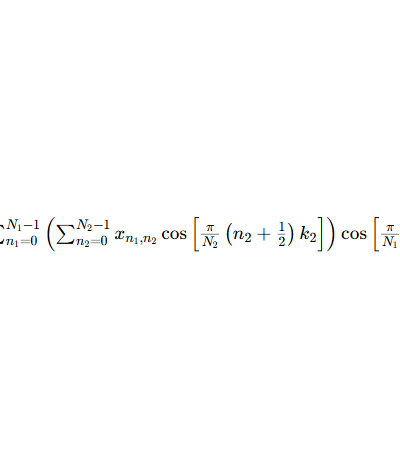 ∑_{n_1=0}^{N_1−1} (∑_{n_2=0}^{N_2−1} x_{n_1,n_2} cos [π/N_2 (n_2 + 1/2) k_2]) cos [π/N_1